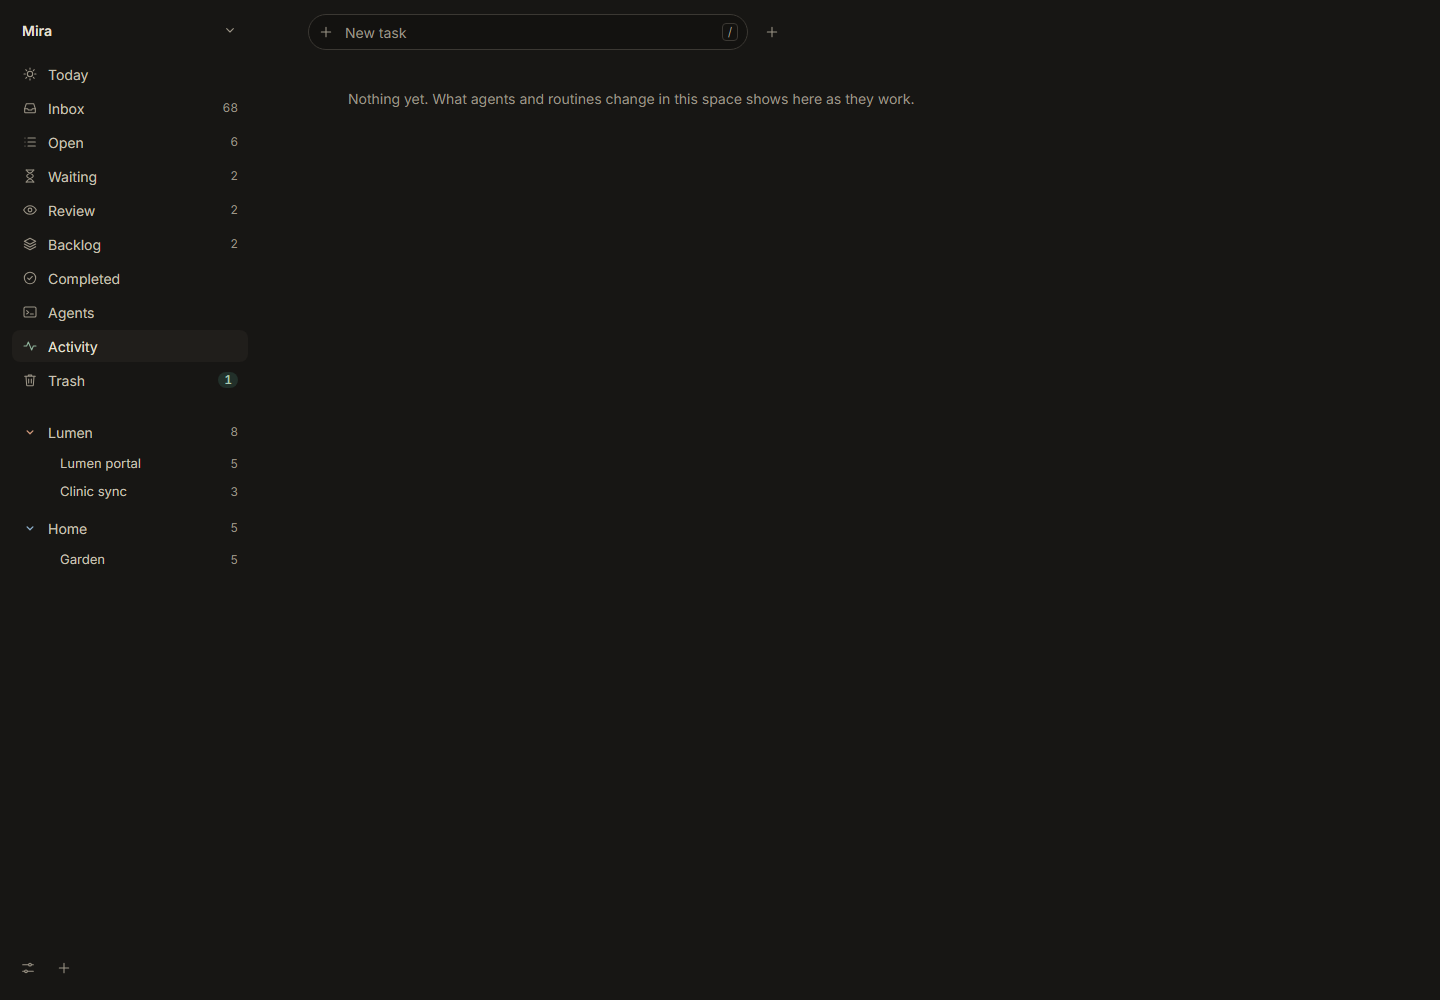 Mira
New task
/
Today
Inbox 68
Open 6
Waiting 2
Review 2
Backlog 2
Completed
Agents
Activity
Trash 1
Lumen 8
Lumen portal 5
Clinic sync 3
Home 5
Garden 5
Nothing yet. What agents and routines change in this space shows here as they work.